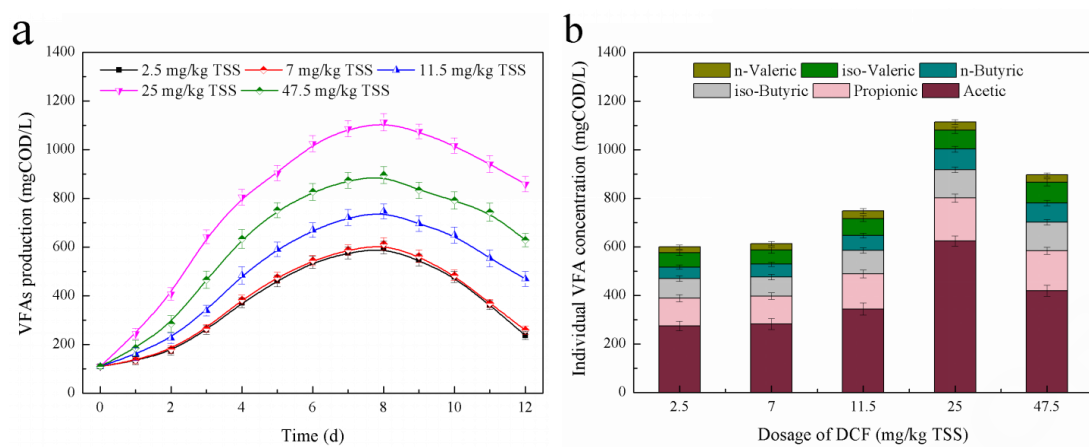 a
1400
1200
1000
800
600
400
200
0
VFAs production (mgCOD/L)
2.5 mg/kg TSS 7 mg/kg TSS 11.5 mg/kg TSS
25 mg/kg TSS 47.5 mg/kg TSS
0 2 4 6 8 10 12
Time (d)
b
1400
1200
1000
800
600
400
200
0
Individual VFA concentration (mgCOD/L)
n-Valeric iso-Valeric n-Butyric
iso-Butyric Propionic Acetic
2.5 7 11.5 25 47.5
Dosage of DCF (mg/kg TSS)